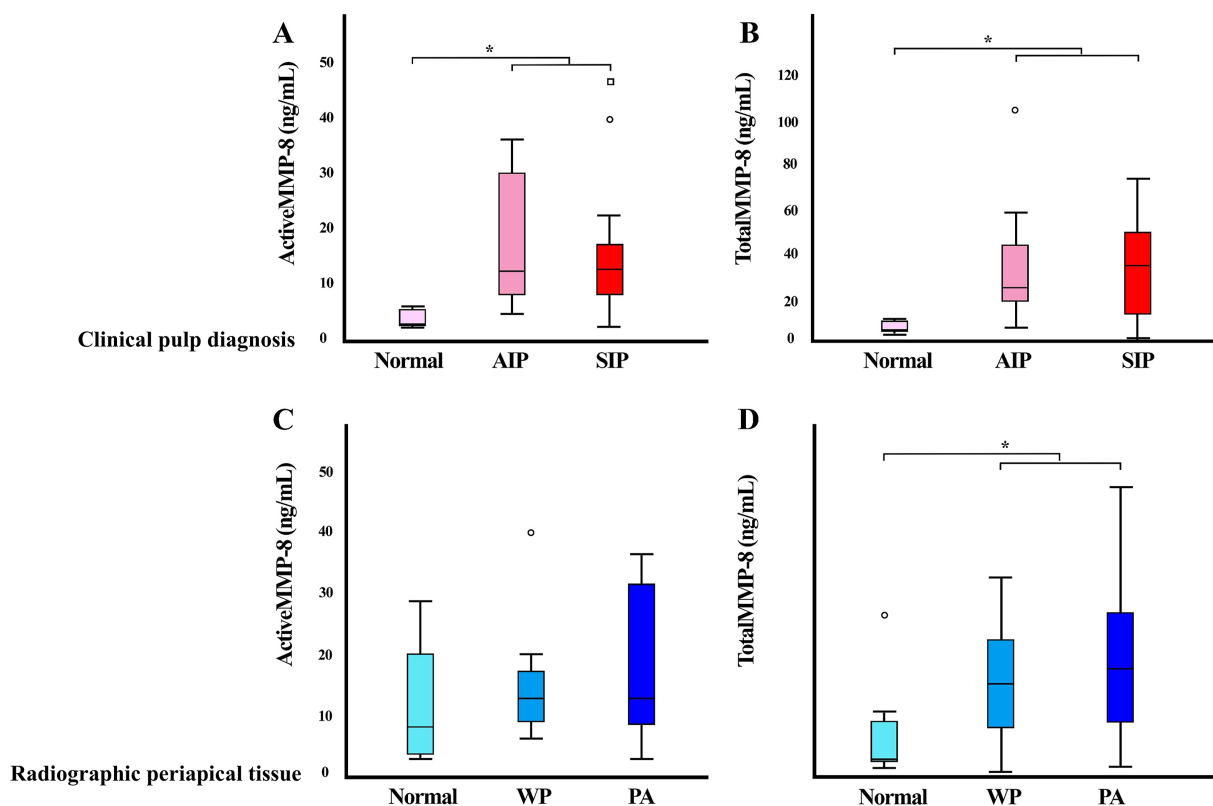 A
ActiveMMP-8 (ng/mL)
50
40
30
20
10
0
*
Normal
AIP
SIP
B
TotalMMP-8 (ng/mL)
120
100
80
60
40
20
0
*
Normal
AIP
SIP
Clinical pulp diagnosis
C
ActiveMMP-8 (ng/mL)
50
40
30
20
10
0
Normal
WP
PA
D
TotalMMP-8 (ng/mL)
*
Normal
WP
PA
Radiographic periapical tissue